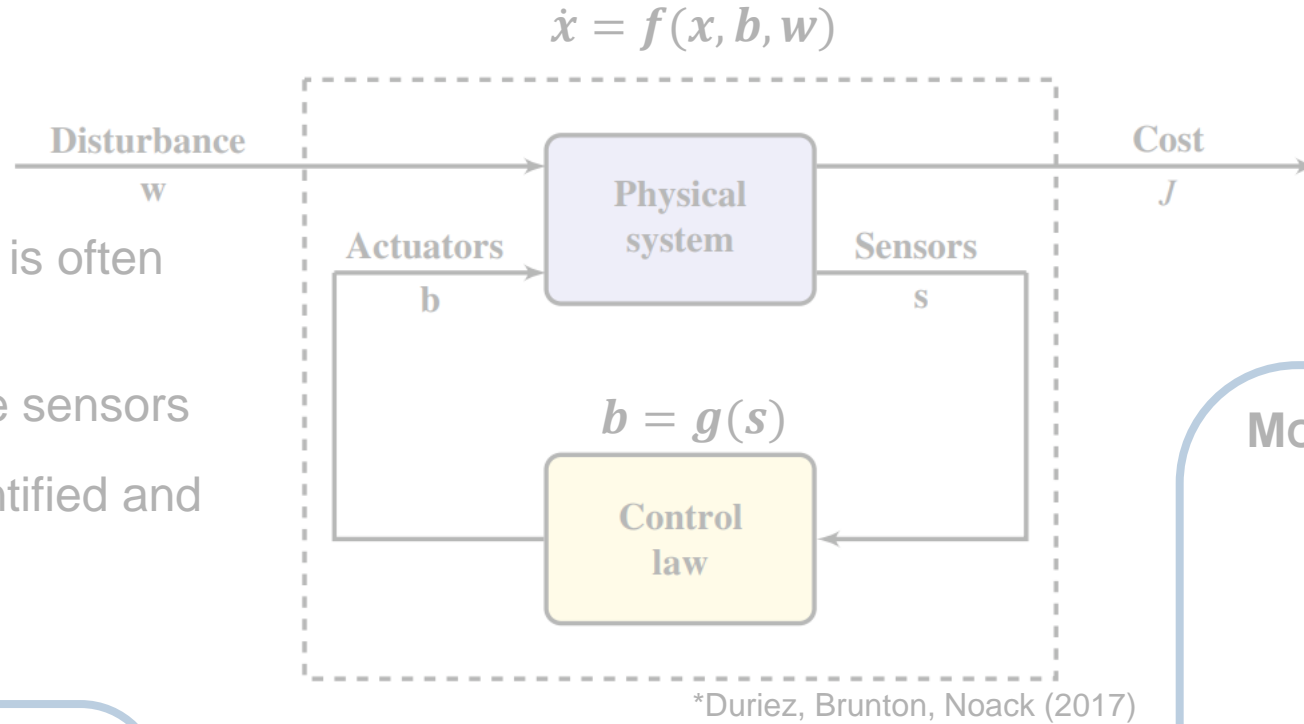 ẋ = f(x, b, w)
Disturbance
w
Cost
J
Physical
system
is often
Actuators
b
Sensors
s
e sensors
b = g(s)
ntified and
Mo
Control
law
*Duriez, Brunton, Noack (2017)